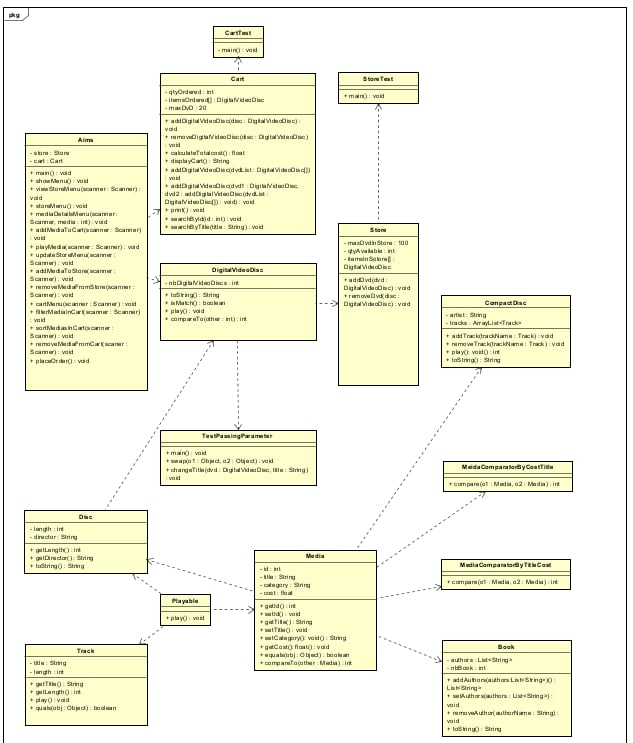 pkg
CartTest
- main() : void
Cart
- qtyOrdered : int
- itemsOrdered[] : DigitalVideoDisc
- maxDvD : 20
+ addDigitalVideoDisc(disc : DigitalVideoDisc) :
void
+ removeDigitalVideoDisc(disc : DigitalVideoDisc)
: void
+ calculateTotalcost() : float
+ displayCart() : String
+ addDigitalVideoDisc(dvdList : DigitalVideoDisc[])
: void
+ addDigitalVideoDisc(dvd1 : DigitalVideoDisc,
dvd2 : addDigitalVideoDisc(dvdList :
DigitalVideoDisc[]) : void) : void
+ print() : void
+ searchById(id : int) : void
+ searchByTitle(title : String) : void
StoreTest
+ main() : void
Aims
- store : Store
- cart : Cart
+ main() : void
+ showMenu() : void
+ viewStoreMenu(scanner : Scanner) :
void
+ storeMenu() : void
+ mediaDetailsMenu(scanner :
Scanner, media : int) : void
+ addMediaToCart(scanner : Scanner)
: void
+ playMedia(scanner : Scanner) : void
+ updateStoreMenu(scanner :
Scanner) : void
+ addMediaToStore(scanner :
Scanner) : void
+ removeMediaFromStore(scanner :
Scanner) : void
+ cartMenu(scanner : Scanner) : void
+ filterMediaInCart(scanner : Scanner)
: void
+ sortMediasInCart(scanner :
Scanner) : void
+ removeMediaFromCart(scaner :
Scanner) : void
+ placeOrder() : void
Store
- maxDvdInStore : 100
- qtyAvailable : int
- itemsInSotore[] :
DigitalVideoDisc
+ addDvd(dvd :
DigitalVideoDisc) : void
+ removeDvd(disc :
DigitalVideoDisc) : void
DigitalVideoDisc
- nbDigitalVideoDiscs : int
+ toString() : String
+ isMatch() : boolean
+ play() : void
+ compareTo(other : int) : int
CompactDisc
- artist : String
- tracks : ArrayList<Track>
+ addTrack(trackName : Track) : void
+ removeTrack(trackName : Track) : void
+ play(): void() : int
+ toString() : String
TestPassingParameter
+ main() : void
+ swap(o1 : Object, o2 : Object) : void
+ changeTitle(dvd : DigitalVideoDisc, title : String)
: void
MeidaComparatorByCostTitle
+ compare(o1 : Media, o2 : Media) : int
Disc
- length : int
- director : String
+ getLength() : int
+ getDirector() : String
+ toString() : String
Media
- id : int
- title : String
- category : String
- cost : float
+ getId() : int
+ setId() : void
+ getTitle() : String
+ setTitle() : void
+ setCatagory(): void() : String
+ getCost(): float() : void
+ equals(obj : Object) : boolean
+ compareTo(other : Media) : int
MediaComparatorByTitleCost
+ compare(o1 : Media, o2 : Media) : int
Playable
+ play() : void
Track
- title : String
- length : int
+ getTitle() : String
+ getLength() : int
+ play() : void
+ quals(obj : Object) : boolean
Book
- authors : List<String>
- nbBook : int
+ addAuthors(authors:List<String>)() :
List<String>
+ setAuthors(authors : List<String>) :
void
+ removeAuthor(authorName : String) :
void
+ toString() : String